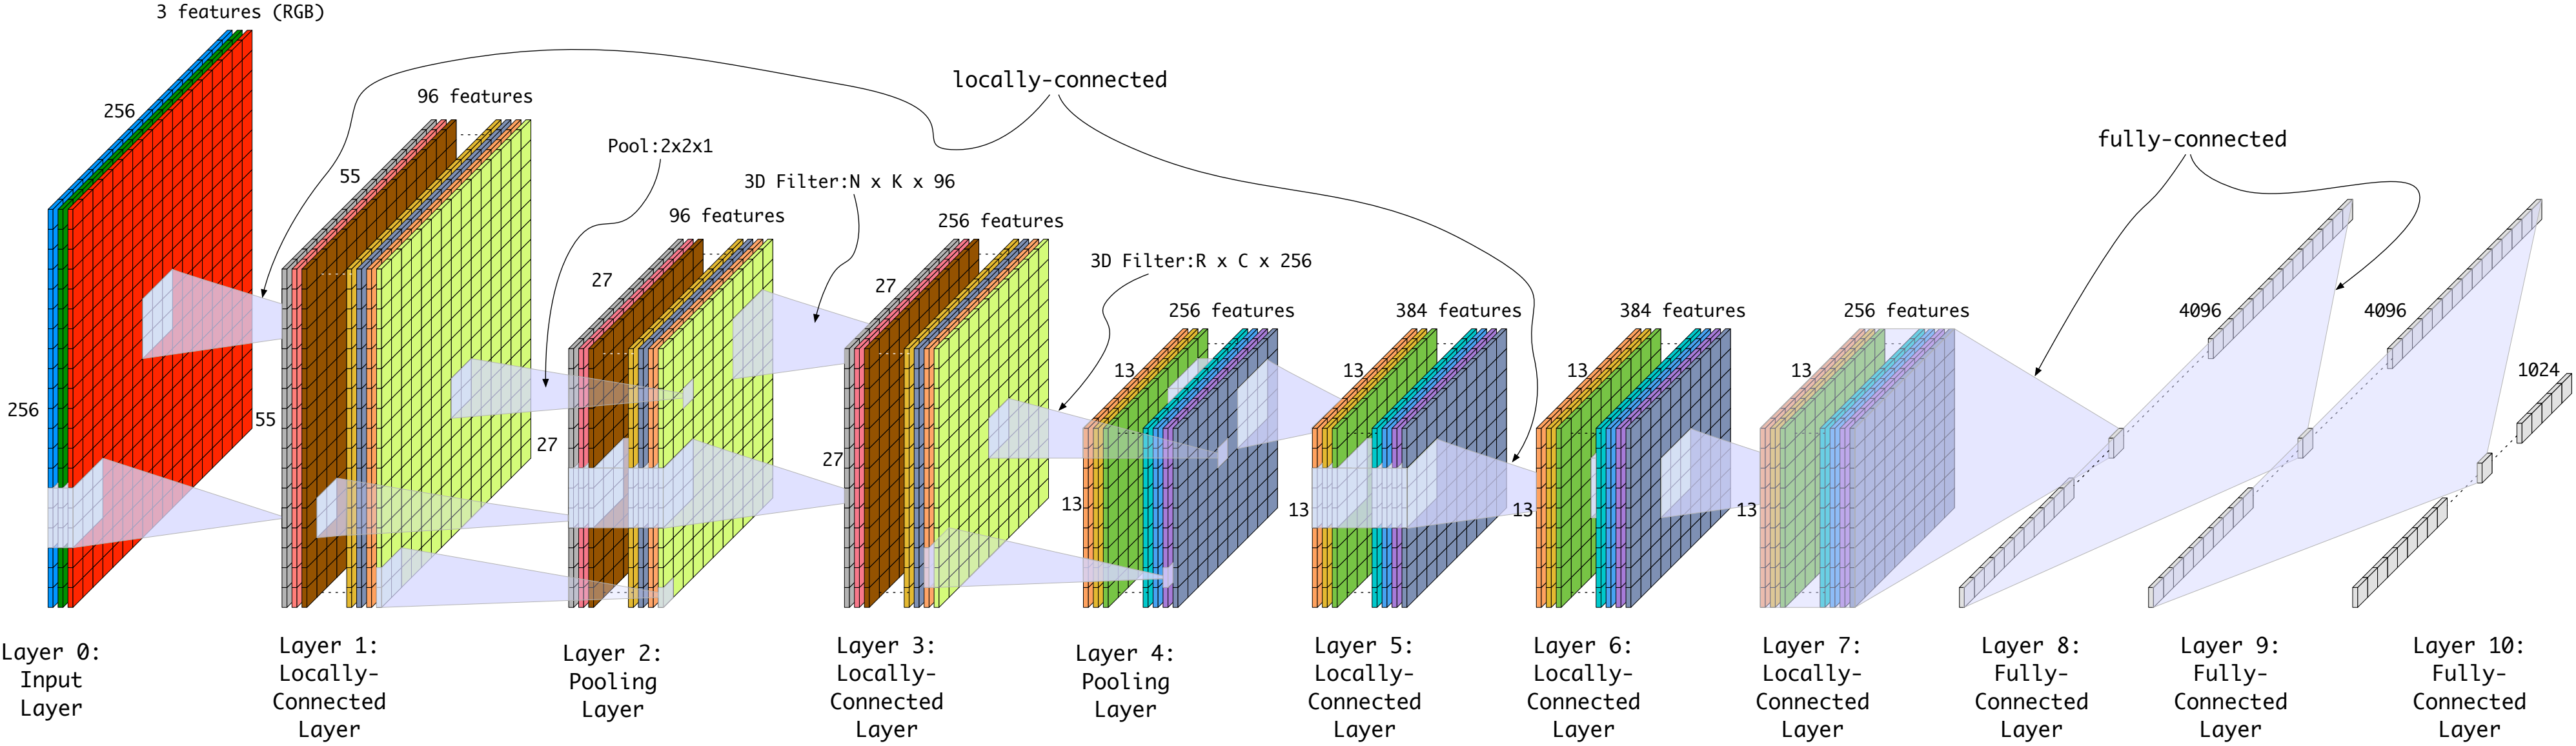 3 features (RGB)
256
256
96 features
55
55
Pool:2x2x1
96 features
27
27
3D Filter:N x K x 96
locally-connected
256 features
27
27
3D Filter:R x C x 256
256 features
13
13
384 features
13
13
384 features
13
13
256 features
13
13
fully-connected
4096
4096
1024
Layer 0:
Input
Layer
Layer 1:
Locally-
Connected
Layer
Layer 2:
Pooling
Layer
Layer 3:
Locally-
Connected
Layer
Layer 4:
Pooling
Layer
Layer 5:
Locally-
Connected
Layer
Layer 6:
Locally-
Connected
Layer
Layer 7:
Locally-
Connected
Layer
Layer 8:
Fully-
Connected
Layer
Layer 9:
Fully-
Connected
Layer
Layer 10:
Fully-
Connected
Layer